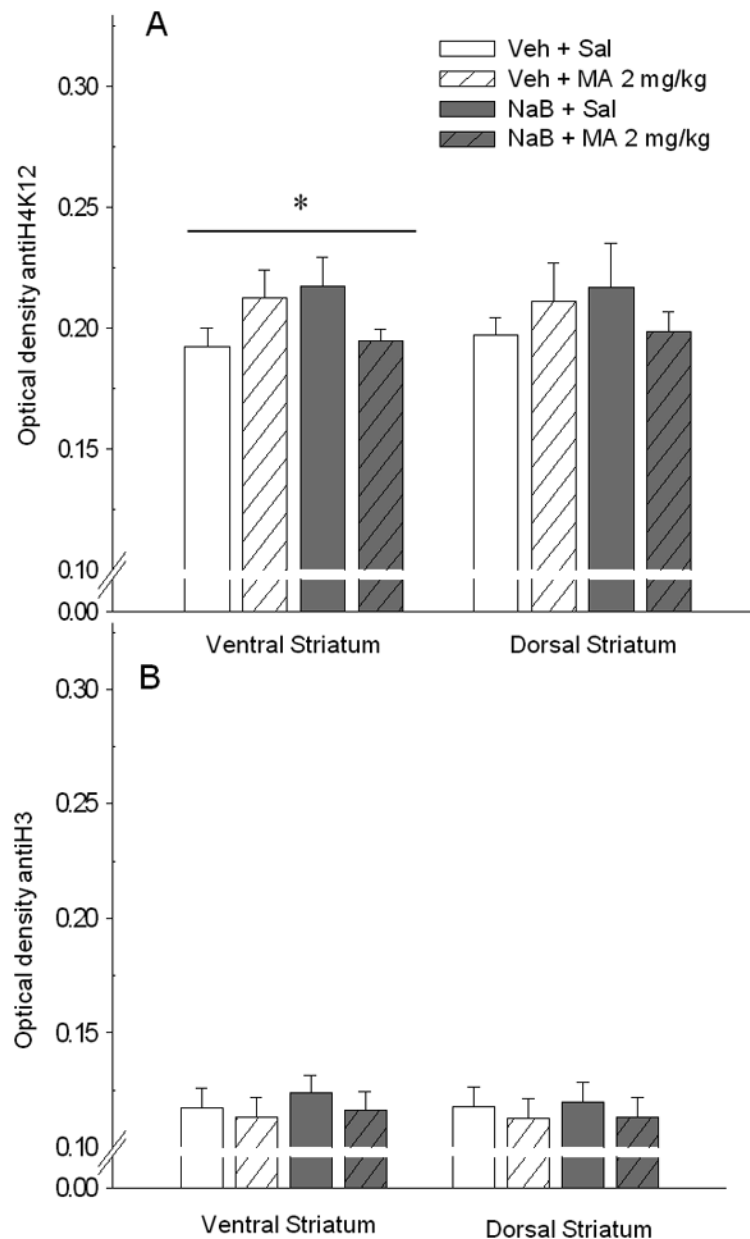 A
Veh + Sal
Veh + MA 2 mg/kg
NaB + Sal
NaB + MA 2 mg/kg
Optical density antiH4K12
0.30
0.25
0.20
0.15
0.10
0.00
*
Ventral Striatum
Dorsal Striatum
B
Optical density antiH3
0.30
0.25
0.20
0.15
0.10
0.00
Ventral Striatum
Dorsal Striatum